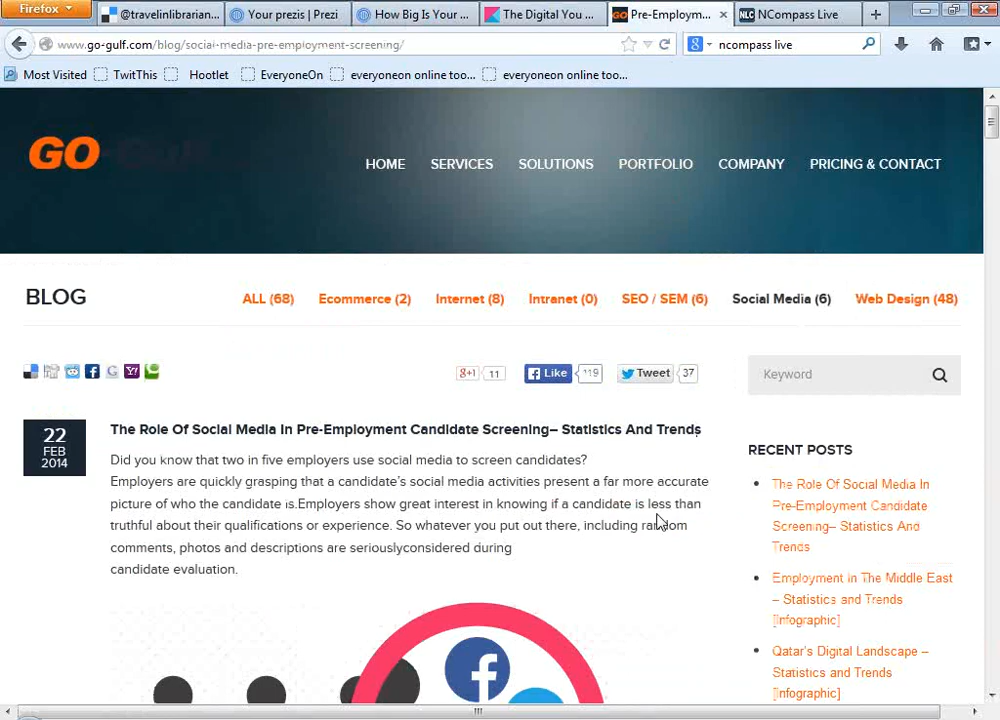 Firefox
@travelinlibrarian...
Your prezis | Prezi
How Big Is Your ...
The Digital You ...
Pre-Employm...
NCompass Live
www.go-gulf.com/blog/social-media-pre-employment-screening/
ncompass live
Most Visited
TwitThis
Hootlet
EveryoneOn
everyoneon online too...
everyoneon online too...
GO
HOME
SERVICES
SOLUTIONS
PORTFOLIO
COMPANY
PRICING & CONTACT
BLOG
ALL (68)
Ecommerce (2)
Internet (8)
Intranet (0)
SEO / SEM (6)
Social Media (6)
Web Design (48)
g+1 11
Like 119
Tweet 37
Keyword
22
FEB
2014
The Role Of Social Media In Pre-Employment Candidate Screening– Statistics And Trends
Did you know that two in five employers use social media to screen candidates?
Employers are quickly grasping that a candidate's social media activities present a far more accurate
picture of who the candidate is.Employers show great interest in knowing if a candidate is less than
truthful about their qualifications or experience. So whatever you put out there, including random
comments, photos and descriptions are seriouslyconsidered during
candidate evaluation.
RECENT POSTS
The Role Of Social Media In
Pre-Employment Candidate
Screening– Statistics And
Trends
Employment in The Middle East
– Statistics and Trends
[Infographic]
Qatar's Digital Landscape –
Statistics and Trends
[Infographic]